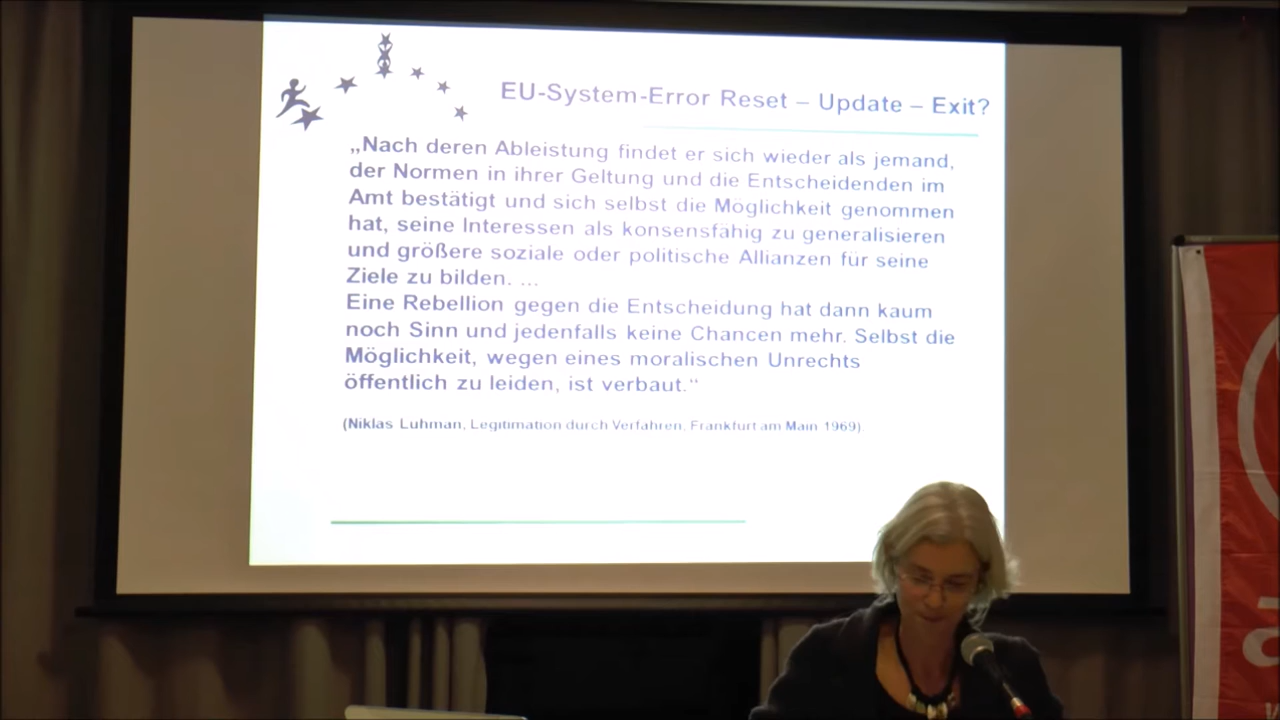 EU-System-Error Reset – Update – Exit?
„Nach deren Ableistung findet er sich wieder als jemand,
der Normen in ihrer Geltung und die Entscheidenden im
Amt bestätigt und sich selbst die Möglichkeit genommen
hat, seine Interessen als konsensfähig zu generalisieren
und größere soziale oder politische Allianzen für seine
Ziele zu bilden. ...
Eine Rebellion gegen die Entscheidung hat dann kaum
noch Sinn und jedenfalls keine Chancen mehr. Selbst die
Möglichkeit, wegen eines moralischen Unrechts
öffentlich zu leiden, ist verbaut.“
(Niklas Luhman, Legitimation durch Verfahren, Frankfurt am Main 1969)